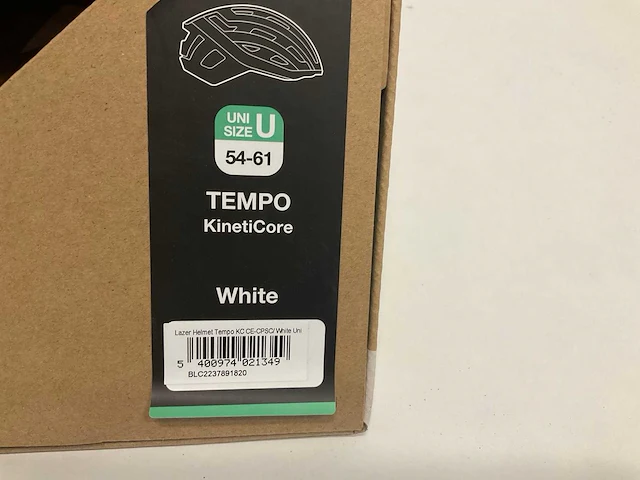 UNI
SIZE U
54-61
TEMPO
KinetiCore
White
Lazer Helmet Tempo KC CE-CPSC/ White Uni
5 400974 021349
BLC2237891820